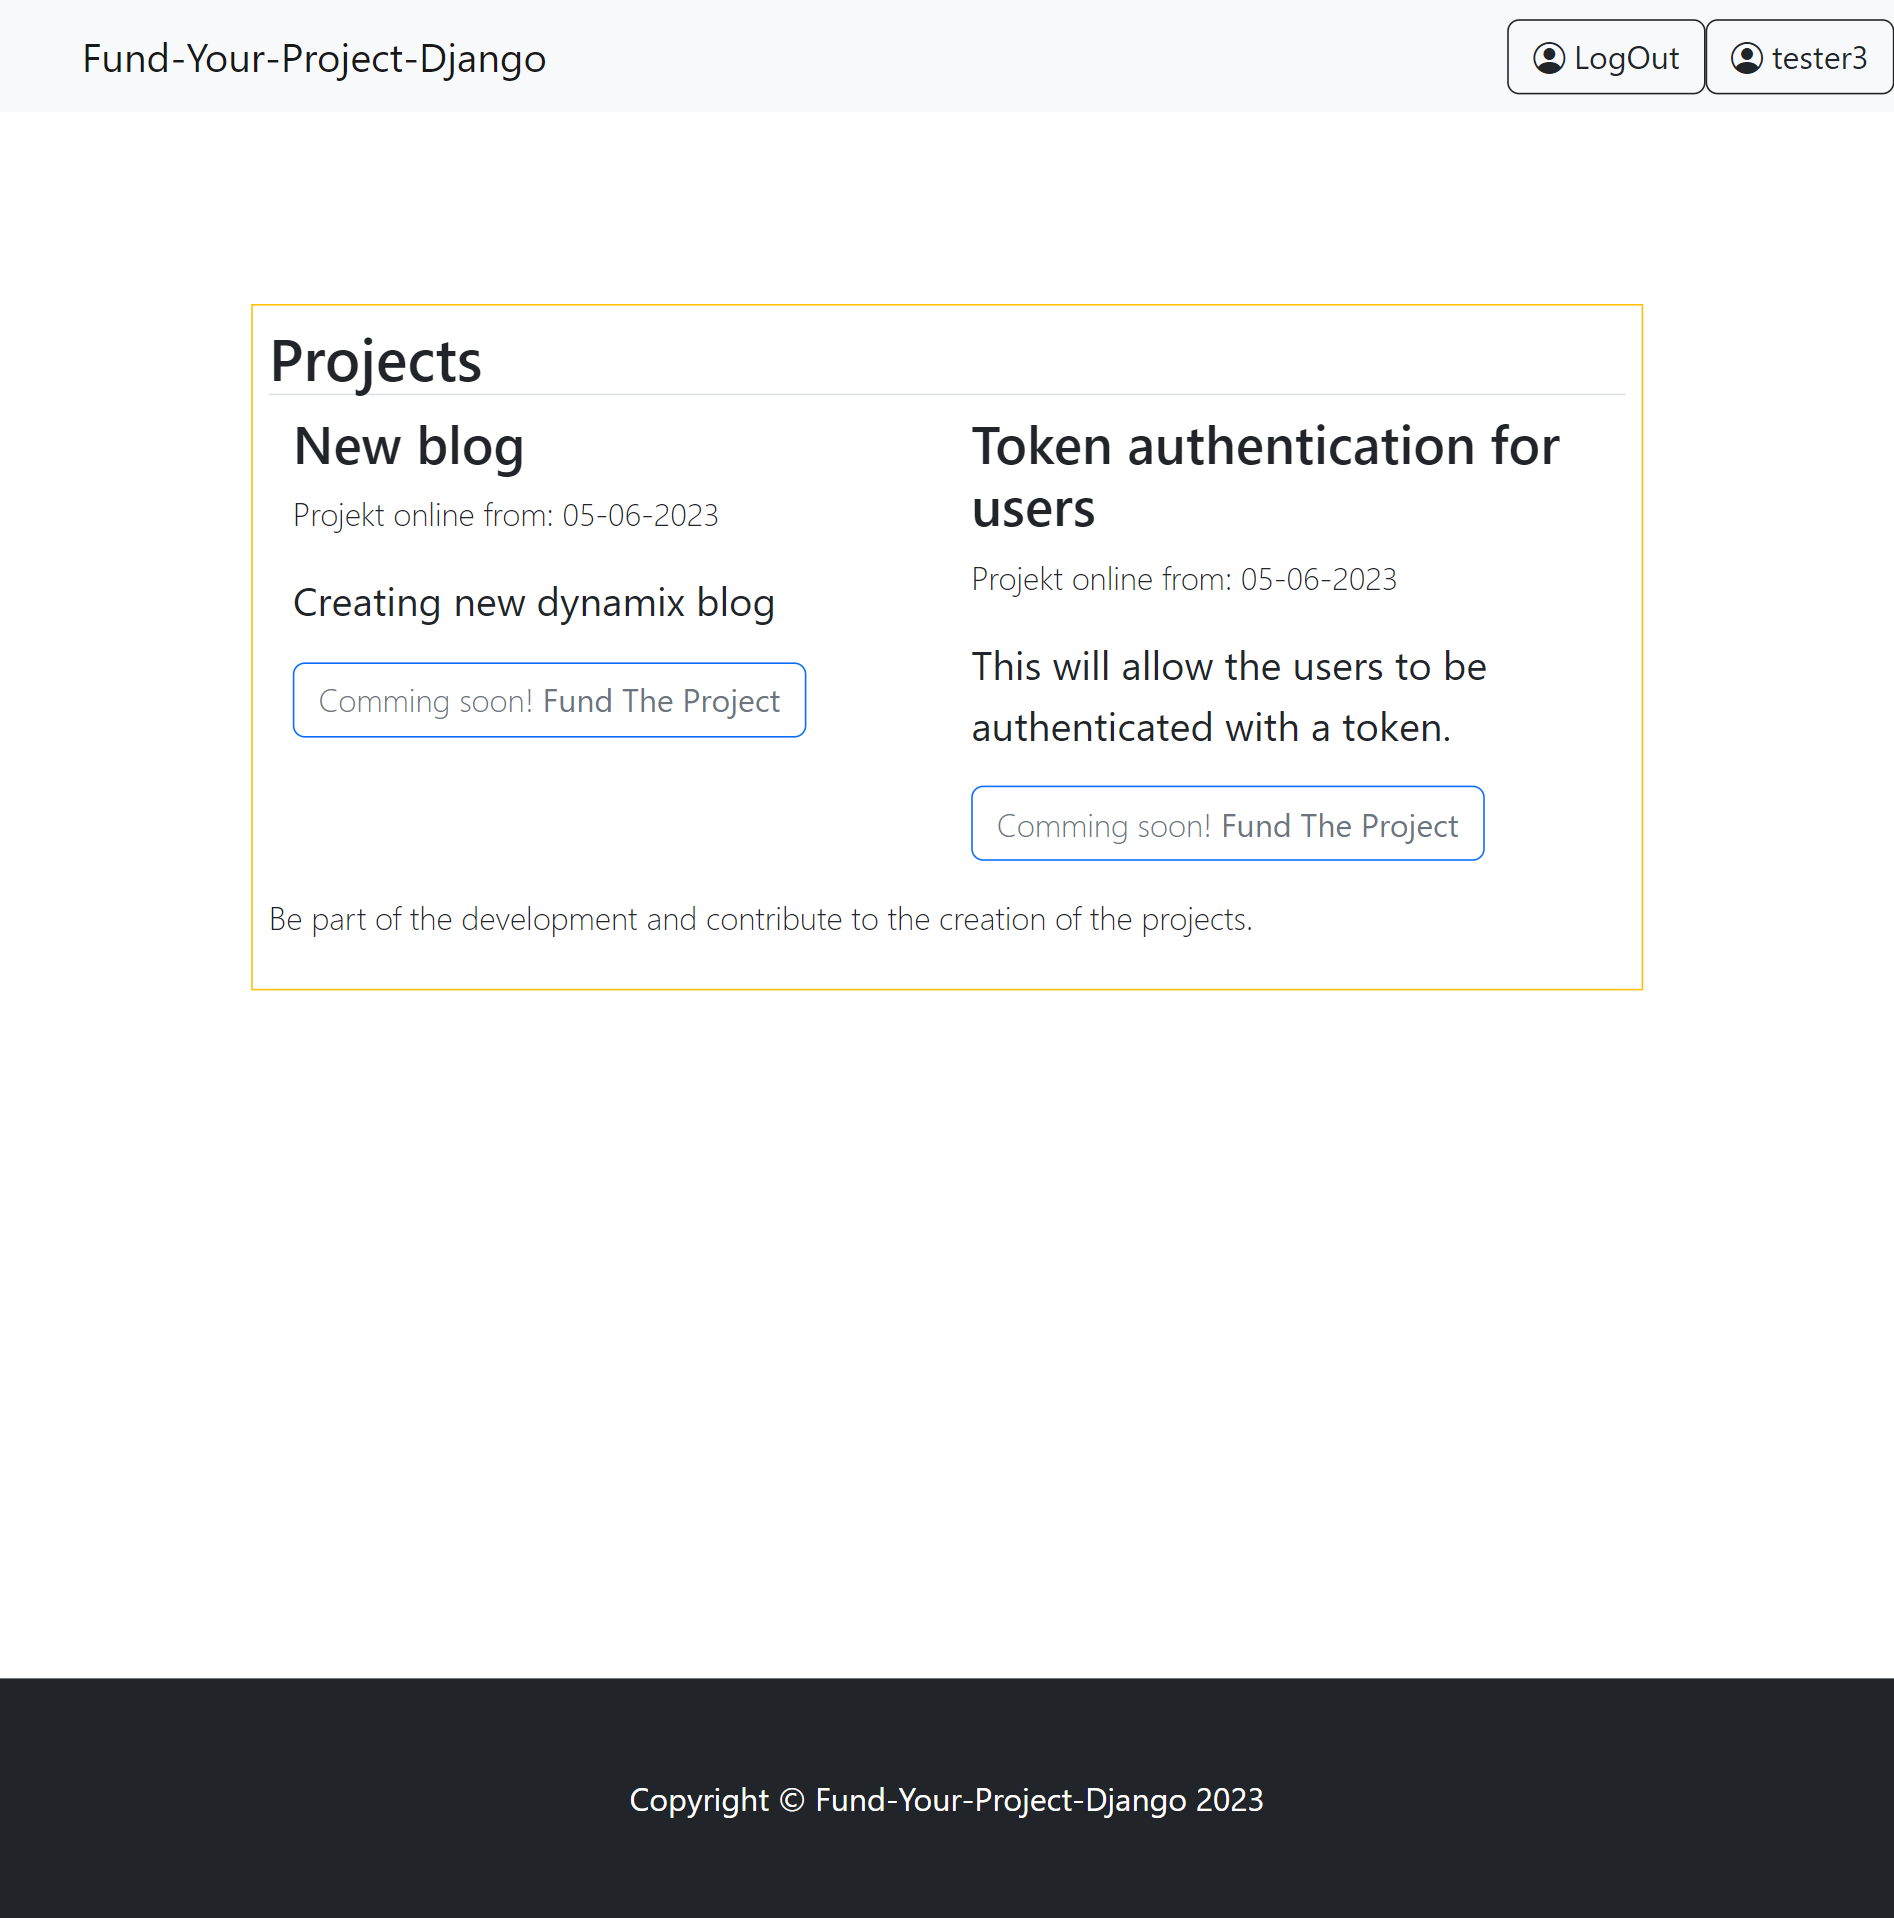 Fund-Your-Project-Django
LogOut
tester3
Projects
New blog
Projekt online from: 05-06-2023
Creating new dynamix blog
Comming soon! Fund The Project
Token authentication for
users
Projekt online from: 05-06-2023
This will allow the users to be
authenticated with a token.
Comming soon! Fund The Project
Be part of the development and contribute to the creation of the projects.
Copyright © Fund-Your-Project-Django 2023